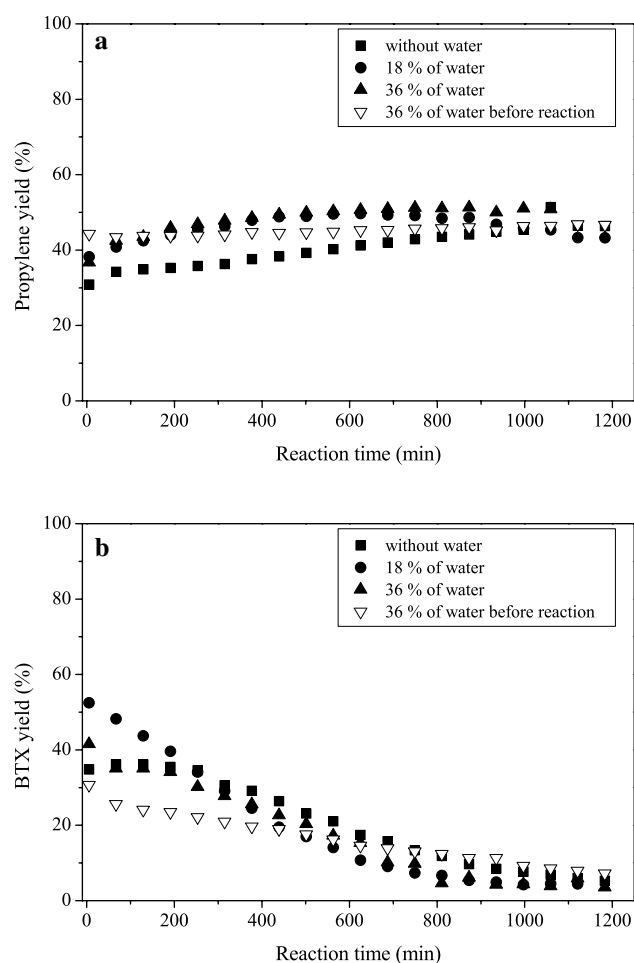 a
without water
18 % of water
36 % of water
36 % of water before reaction
Propylene yield (%)
100
80
60
40
20
0
0 200 400 600 800 1000 1200
Reaction time (min)
b
without water
18 % of water
36 % of water
36 % of water before reaction
BTX yield (%)
100
80
60
40
20
0
0 200 400 600 800 1000 1200
Reaction time (min)